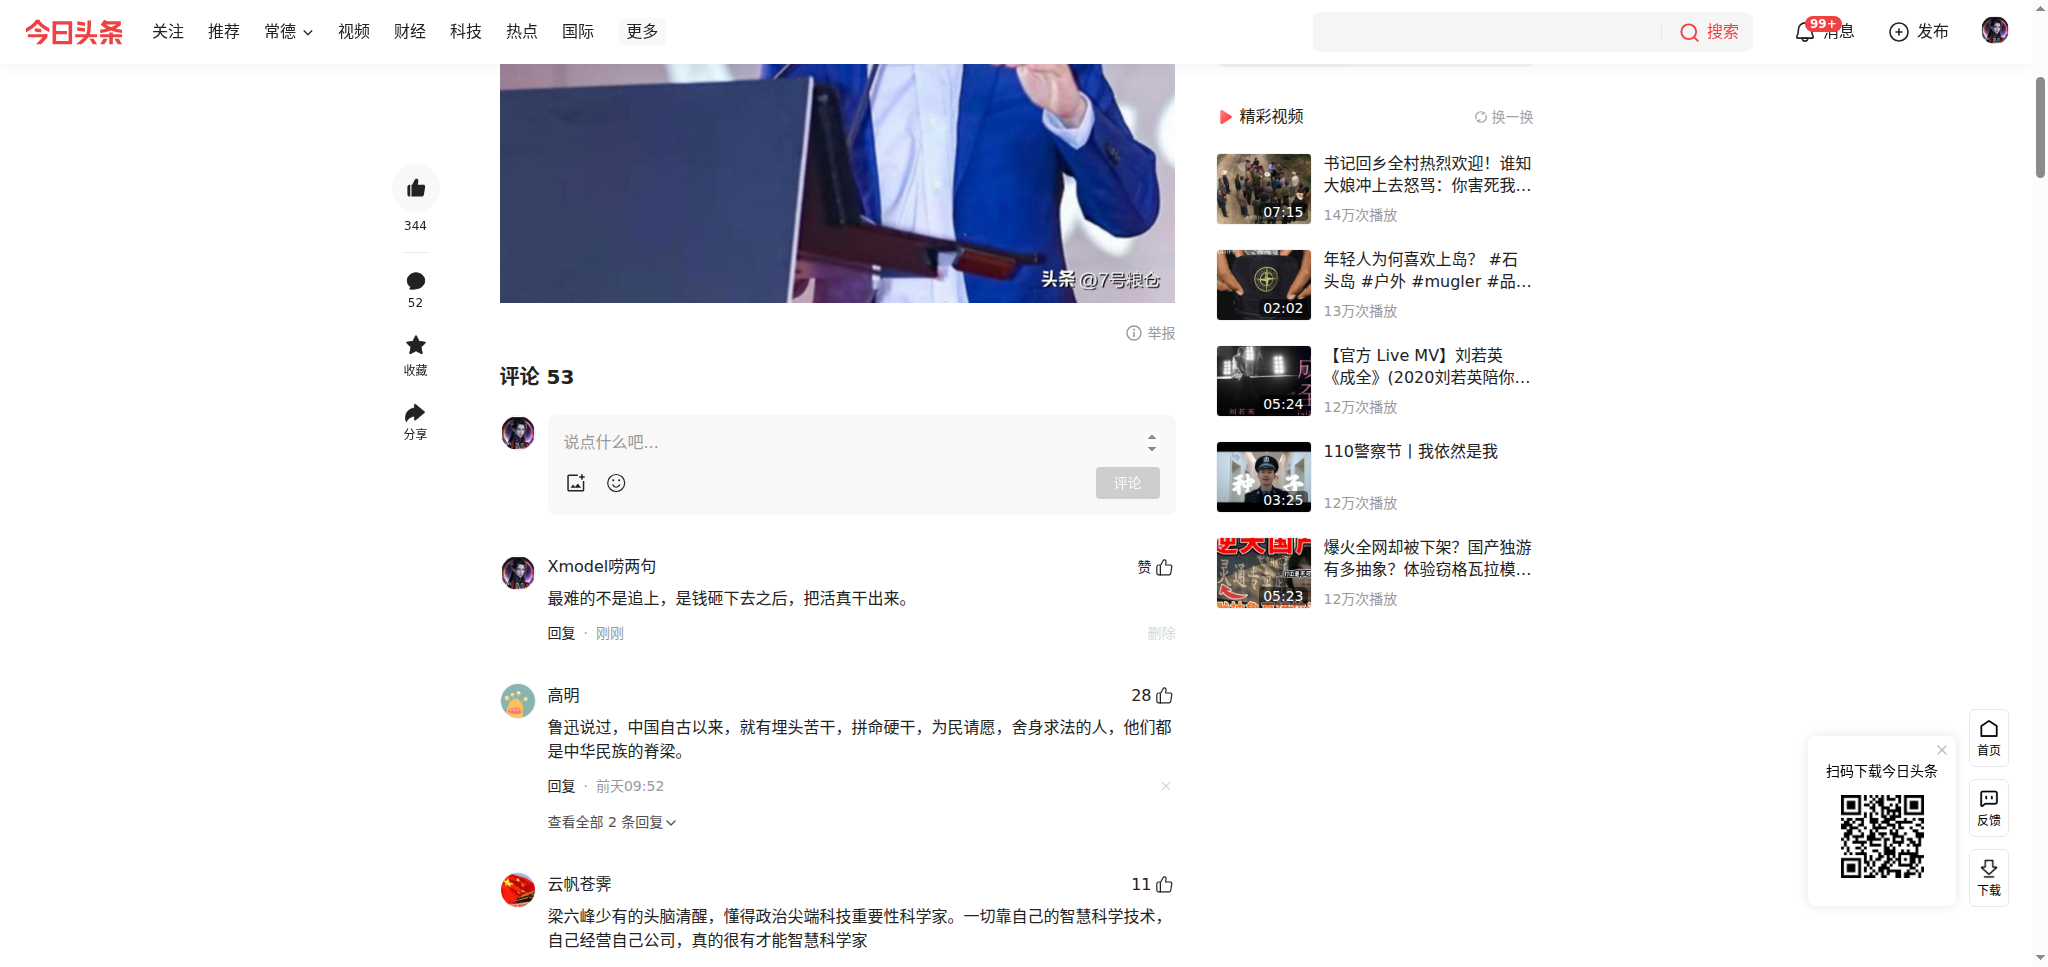 今日头条
关注 推荐 常德 视频 财经 科技 热点 国际 更多
搜索
99+
消息
发布
344
52
收藏
分享
头条 @7号粮仓
举报
评论 53
说点什么吧...
评论
Xmodel唠两句
赞
最难的不是追上，是钱砸下去之后，把活真干出来。
回复 · 刚刚
删除
高明
28
鲁迅说过，中国自古以来，就有埋头苦干，拼命硬干，为民请愿，舍身求法的人，他们都
是中华民族的脊梁。
回复 · 前天09:52
查看全部 2 条回复
云帆苍霁
11
梁六峰少有的头脑清醒，懂得政治尖端科技重要性科学家。一切靠自己的智慧科学技术，
自己经营自己公司，真的很有才能智慧科学家
精彩视频
换一换
07:15
书记回乡全村热烈欢迎！谁知
大娘冲上去怒骂：你害死我...
14万次播放
02:02
年轻人为何喜欢上岛？ #石
头岛 #户外 #mugler #品...
13万次播放
05:24
【官方 Live MV】刘若英
《成全》(2020刘若英陪你...
12万次播放
种 子
03:25
110警察节丨我依然是我
12万次播放
05:23
爆火全网却被下架？国产独游
有多抽象？体验窃格瓦拉模...
12万次播放
扫码下载今日头条
首页
反馈
下载